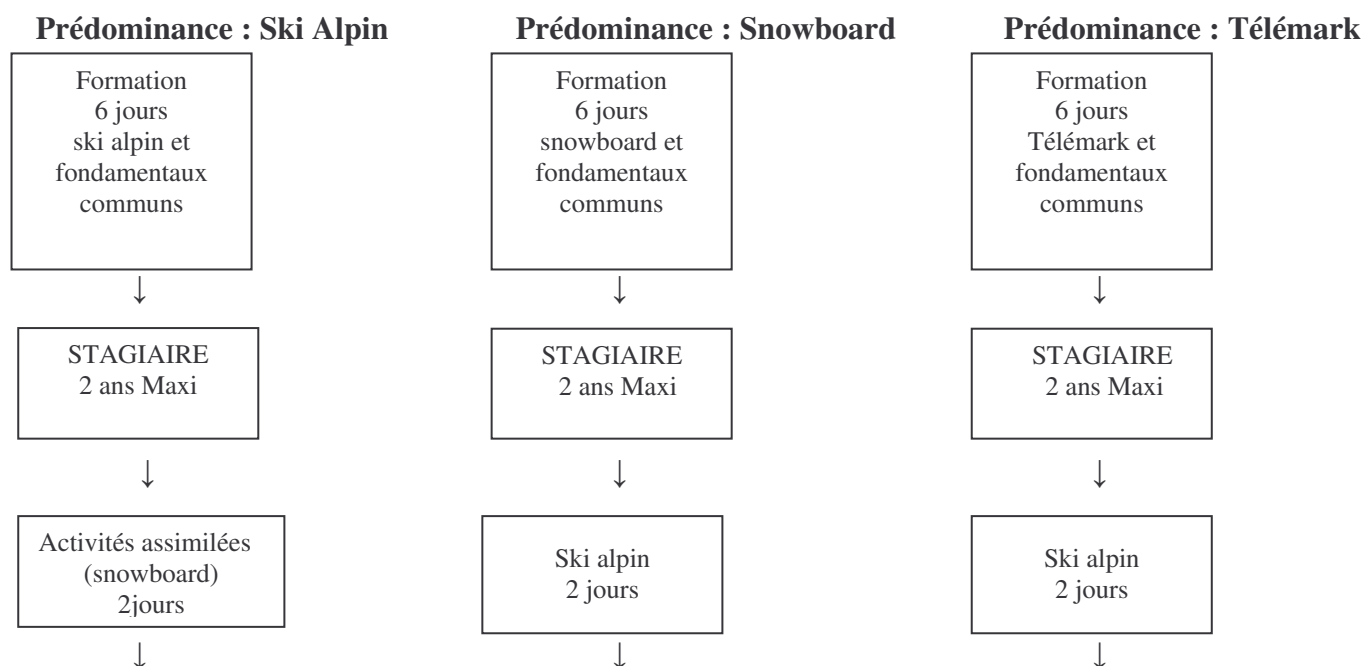 Prédominance : Ski Alpin
Formation
6 jours
ski alpin et
fondamentaux
communs
↓
STAGIAIRE
2 ans Maxi
↓
Activités assimilées
(snowboard)
2jours
↓
Prédominance : Snowboard
Formation
6 jours
snowboard et
fondamentaux
communs
↓
STAGIAIRE
2 ans Maxi
↓
Ski alpin
2 jours
↓
Prédominance : Télémark
Formation
6 jours
Télémark et
fondamentaux
communs
↓
STAGIAIRE
2 ans Maxi
↓
Ski alpin
2 jours
↓